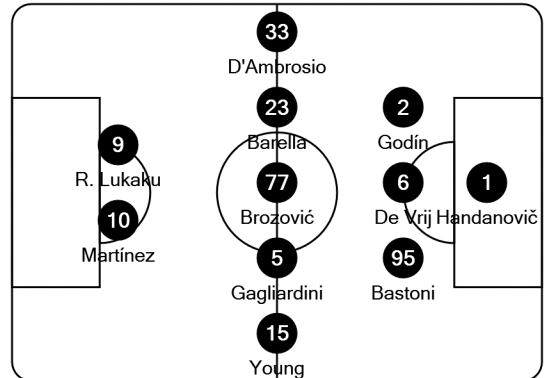 33
D'Ambrosio
23
Barella
2
Godín
9
R. Lukaku
77
Brozović
6
De Vrij
1
Handanovič
10
Martínez
5
Gagliardini
95
Bastoni
15
Young